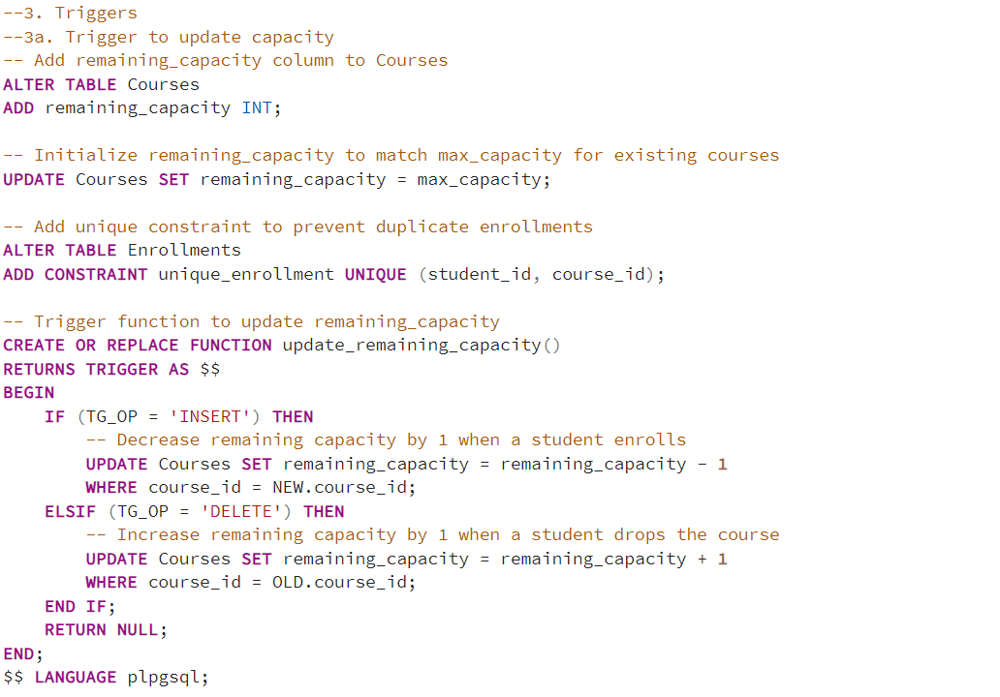 --3. Triggers
--3a. Trigger to update capacity
-- Add remaining_capacity column to Courses
ALTER TABLE Courses
ADD remaining_capacity INT;

-- Initialize remaining_capacity to match max_capacity for existing courses
UPDATE Courses SET remaining_capacity = max_capacity;

-- Add unique constraint to prevent duplicate enrollments
ALTER TABLE Enrollments
ADD CONSTRAINT unique_enrollment UNIQUE (student_id, course_id);

-- Trigger function to update remaining_capacity
CREATE OR REPLACE FUNCTION update_remaining_capacity()
RETURNS TRIGGER AS $$
BEGIN
    IF (TG_OP = 'INSERT') THEN
        -- Decrease remaining capacity by 1 when a student enrolls
        UPDATE Courses SET remaining_capacity = remaining_capacity - 1
        WHERE course_id = NEW.course_id;
    ELSIF (TG_OP = 'DELETE') THEN
        -- Increase remaining capacity by 1 when a student drops the course
        UPDATE Courses SET remaining_capacity = remaining_capacity + 1
        WHERE course_id = OLD.course_id;
    END IF;
    RETURN NULL;
END;
$$ LANGUAGE plpgsql;